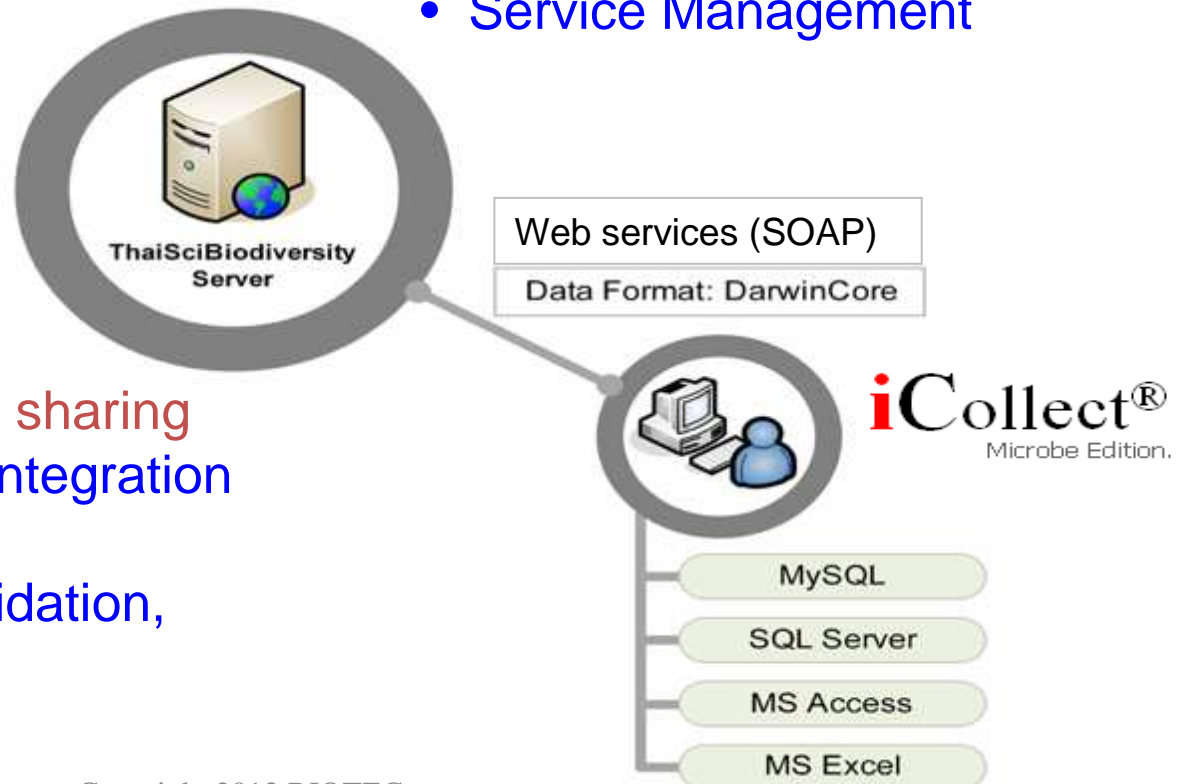 • Service Management
ThaiSciBiodiversity
Server
Web services (SOAP)
Data Format: DarwinCore
sharing
ntegration
idation,
iCollect®
Microbe Edition.
MySQL
SQL Server
MS Access
MS Excel